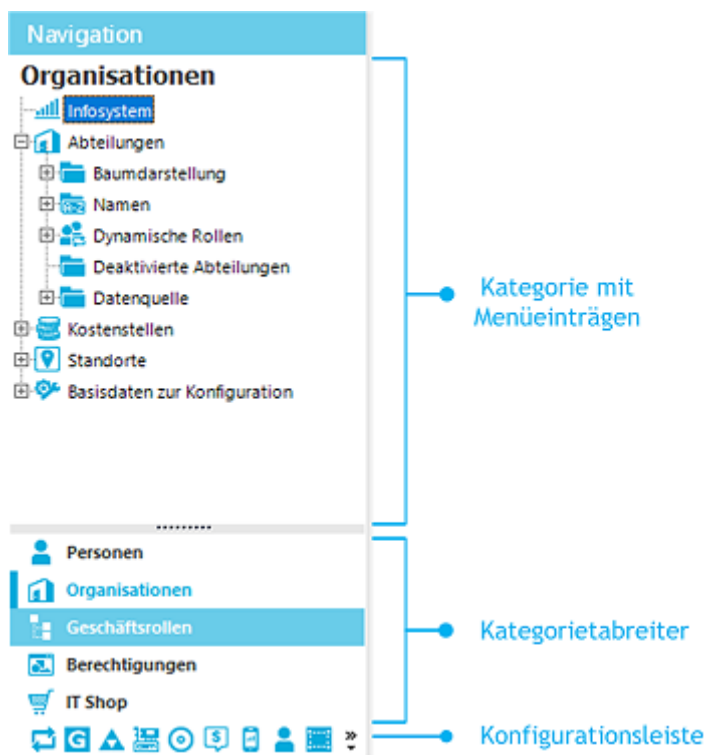 Navigation
Organisationen
Infosystem
Abteilungen
Baumdarstellung
Namen
Dynamische Rollen
Deaktivierte Abteilungen
Datenquelle
Kostenstellen
Standorte
Basisdaten zur Konfiguration
Kategorie mit
Menüeinträgen
Personen
Organisationen
Geschäftsrollen
Berechtigungen
IT Shop
Kategorietabreiter
Konfigurationsleiste